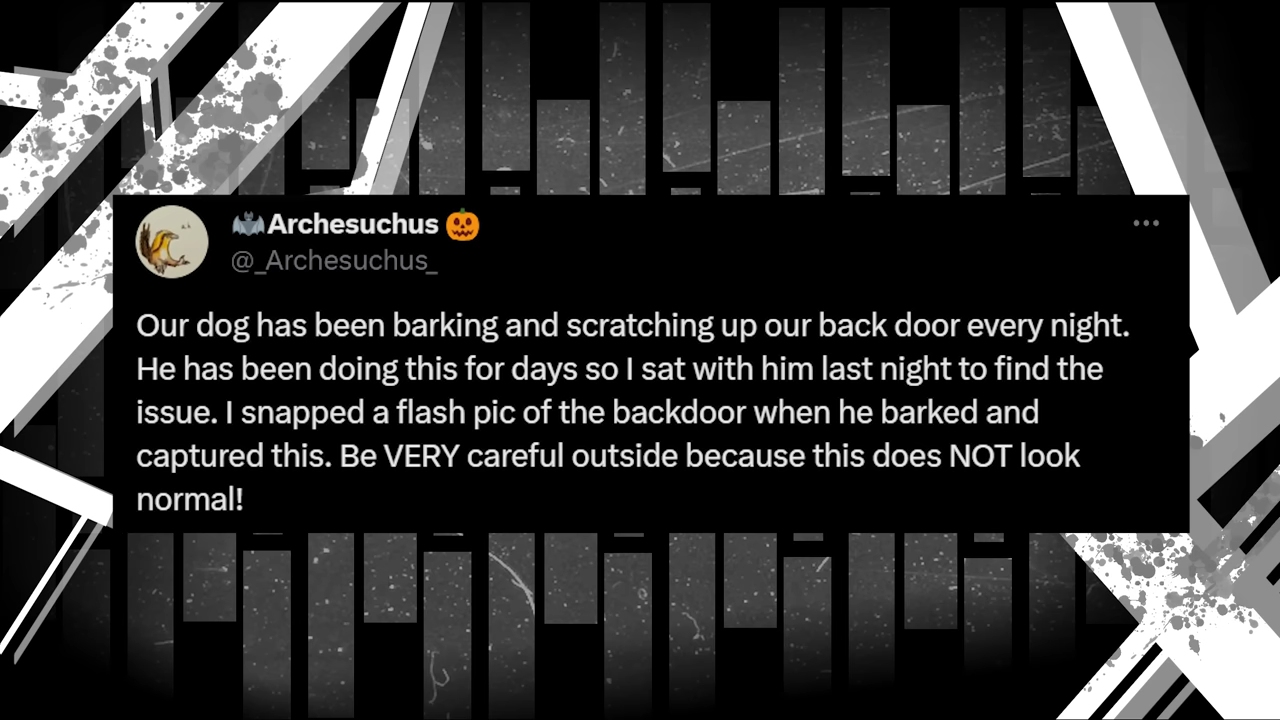 🦇Archesuchus 🎃
@_Archesuchus_
Our dog has been barking and scratching up our back door every night.
He has been doing this for days so I sat with him last night to find the
issue. I snapped a flash pic of the backdoor when he barked and
captured this. Be VERY careful outside because this does NOT look
normal!